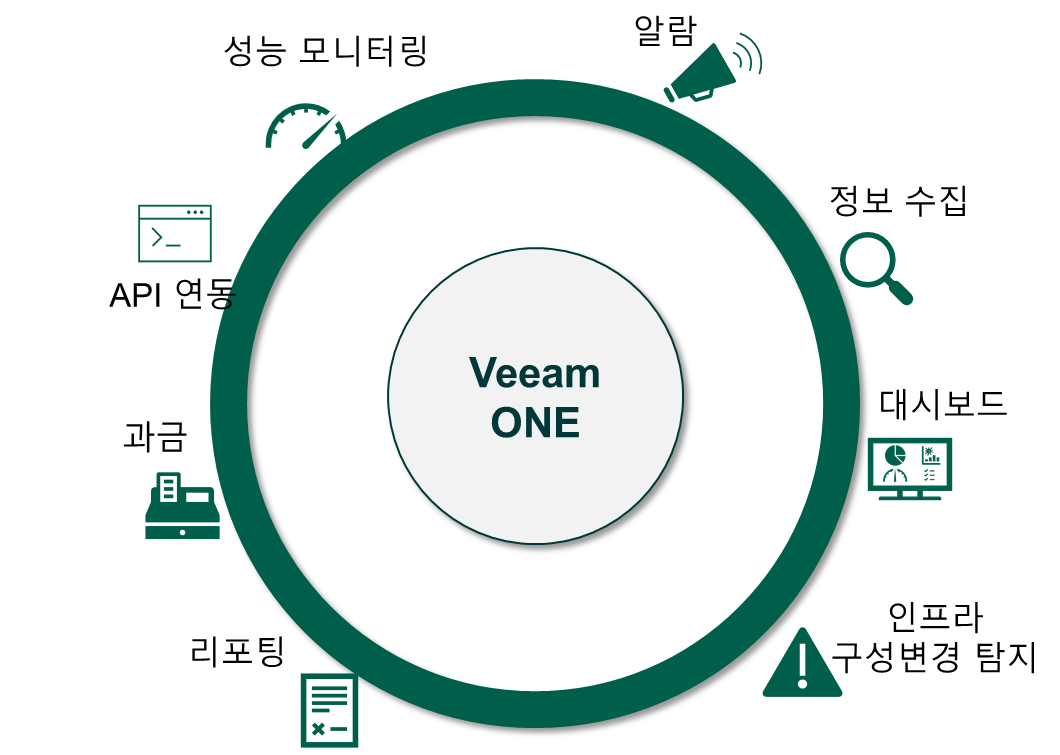 알람
성능 모니터링
정보 수집
API 연동
Veeam
ONE
대시보드
과금
인프라
구성변경 탐지
리포팅